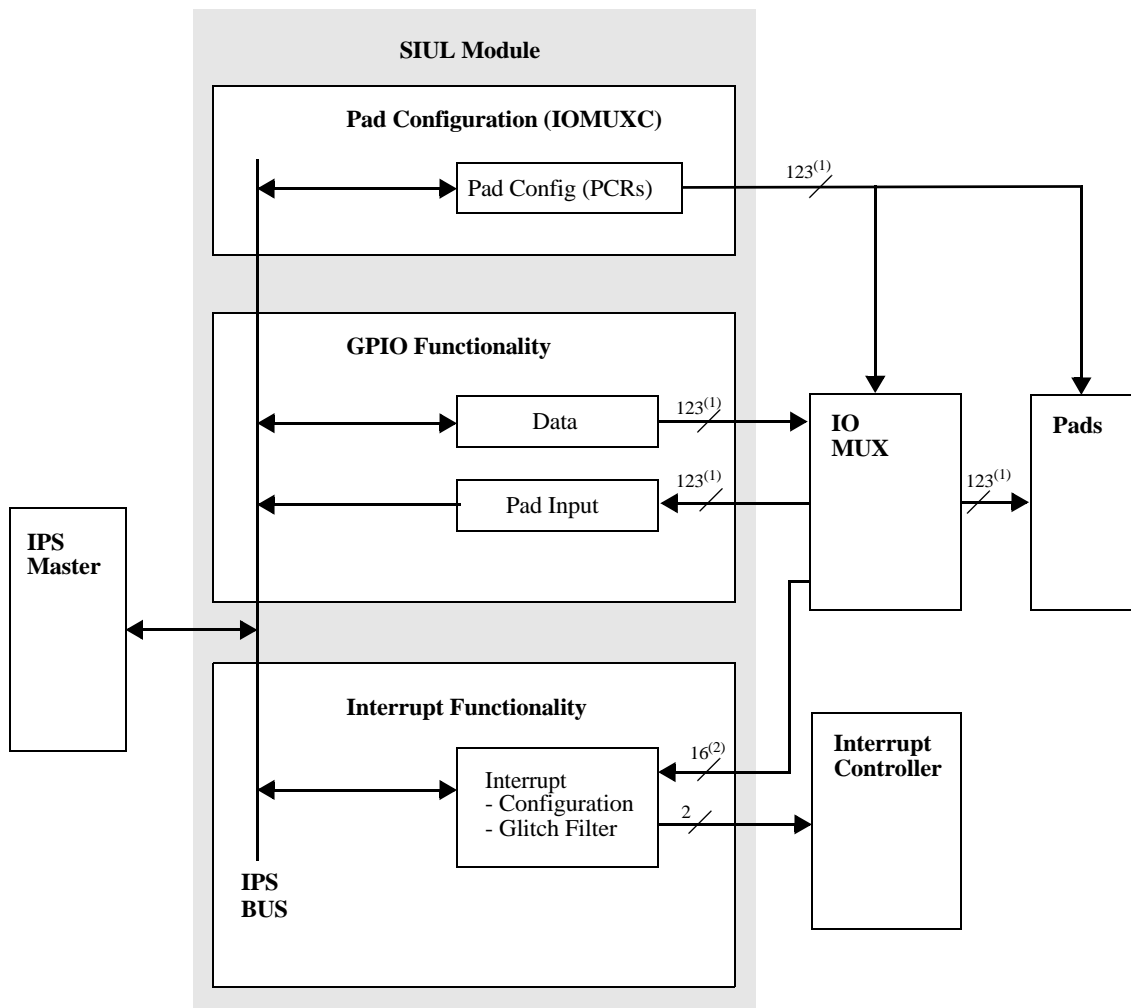 SIUL Module
Pad Configuration (IOMUXC)
Pad Config (PCRs)
123(1)
GPIO Functionality
Data
123(1)
Pad Input
123(1)
IO
MUX
123(1)
Pads
IPS
Master
Interrupt Functionality
Interrupt
- Configuration
- Glitch Filter
16(2)
2
Interrupt
Controller
IPS
BUS